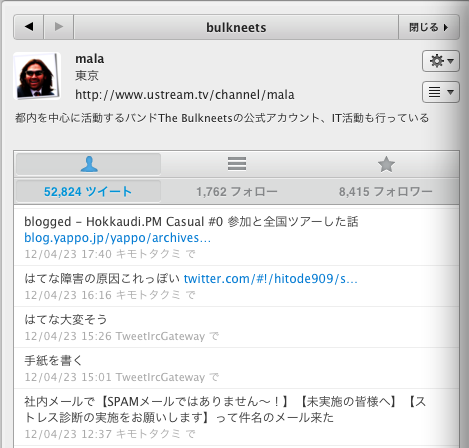 bulkneets
閉じる
mala
東京
http://www.ustream.tv/channel/mala
都内を中心に活動するバンドThe Bulkneetsの公式アカウント、IT活動も行っている
52,824 ツイート
1,762 フォロー
8,415 フォロワー
blogged – Hokkaudi.PM Casual #0 参加と全国ツアーした話
blog.yappo.jp/yappo/archives…
12/04/23 17:40 キモトタクミ で
はてな障害の原因これっぽい twitter.com/#!/hitode909/s…
12/04/23 16:16 キモトタクミ で
はてな大変そう
12/04/23 15:26 TweetIrcGateway で
手紙を書く
12/04/23 15:01 TweetIrcGateway で
社内メールで【SPAMメールではありません〜！】【未実施の皆様へ】【ス
トレス診断の実施をお願いします】って件名のメール来た
12/04/23 12:37 キモトタクミ で